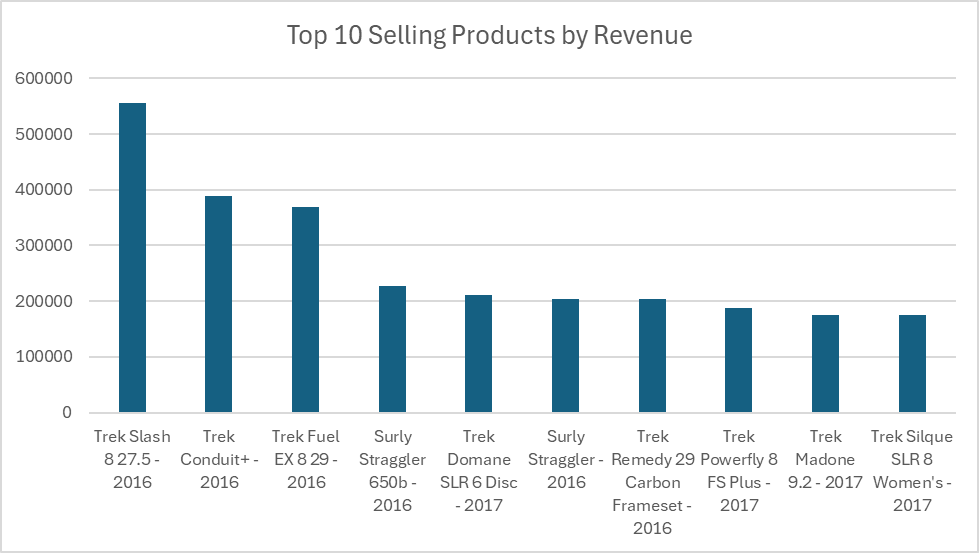 Top 10 Selling Products by Revenue
600000
500000
400000
300000
200000
100000
0
Trek Slash
8 27.5 -
2016
Trek
Conduit+ -
2016
Trek Fuel
EX 8 29 -
2016
Surly
Straggler
650b -
2016
Trek
Domane
SLR 6 Disc
- 2017
Surly
Straggler -
2016
Trek
Remedy 29
Carbon
Frameset -
2016
Trek
Powerfly 8
FS Plus -
2017
Trek
Madone
9.2 - 2017
Trek Silque
SLR 8
Women's -
2017